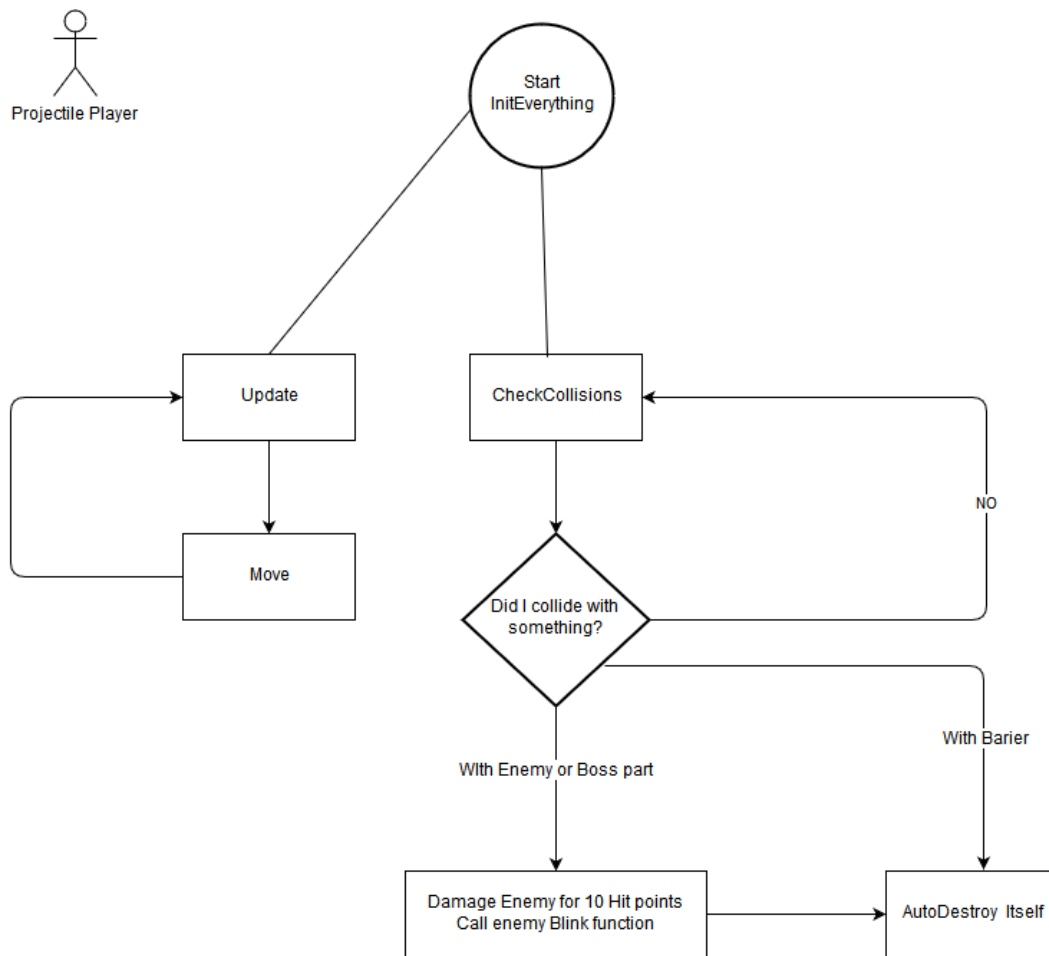 Projectile Player
Start
InitEverything
Update
CheckCollisions
NO
Move
Did I collide with
something?
With Barier
WIth Enemy or Boss part
Damage Enemy for 10 Hit points
Call enemy Blink function
AutoDestroy Itself